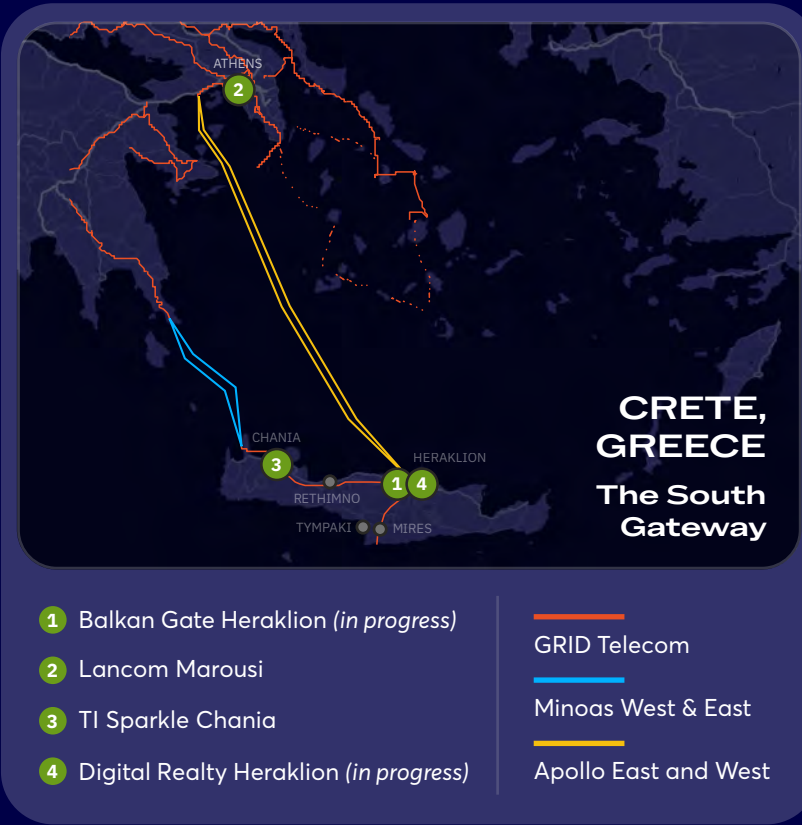 ATHENS
2
CHANIA
3
HERAKLION
1 4
RETHIMNO
TYMPAKI MIRES
CRETE,
GREECE
The South
Gateway
1 Balkan Gate Heraklion (in progress)
2 Lancom Marousi
3 TI Sparkle Chania
4 Digital Realty Heraklion (in progress)
GRID Telecom
Minoas West & East
Apollo East and West